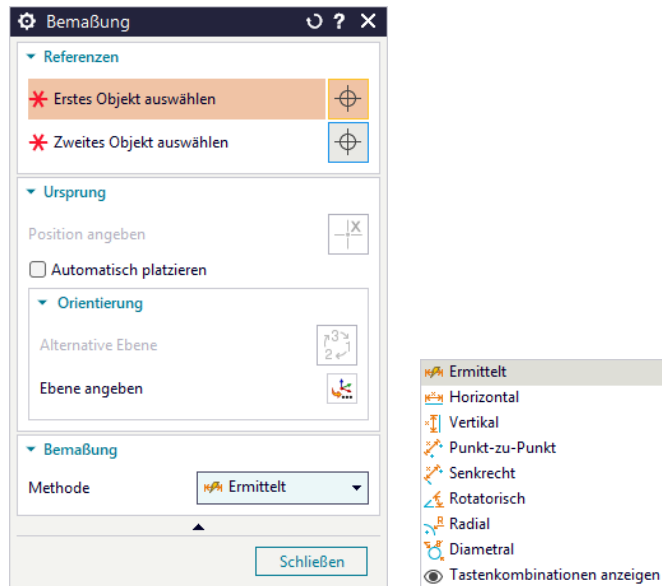 Bemaßung
Referenzen
Erstes Objekt auswählen
Zweites Objekt auswählen
Ursprung
Position angeben
Automatisch platzieren
Orientierung
Alternative Ebene
Ebene angeben
Bemaßung
Methode Ermittelt
Schließen
Ermittelt
Horizontal
Vertikal
Punkt-zu-Punkt
Senkrecht
Rotatorisch
Radial
Diametral
Tastenkombinationen anzeigen